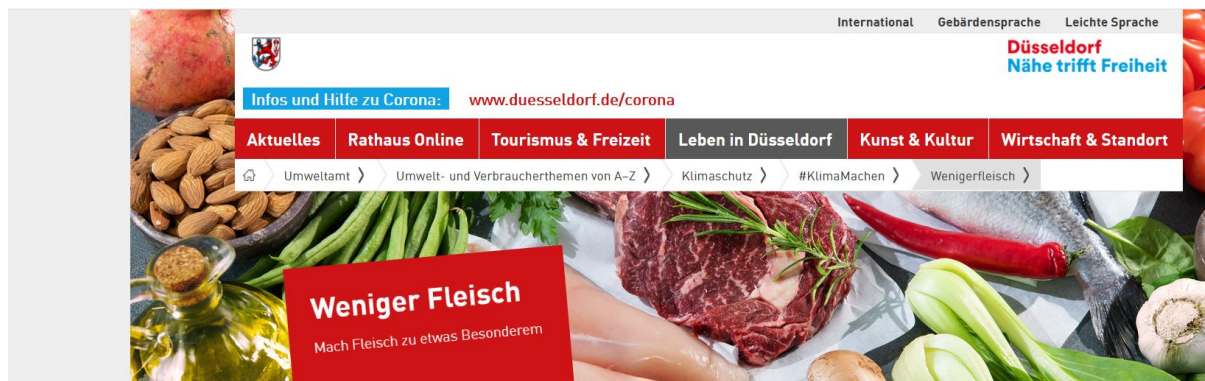 International Gebärdensprache Leichte Sprache
Düsseldorf
Nähe trifft Freiheit
Infos und Hilfe zu Corona: www.duesseldorf.de/corona
Aktuelles Rathaus Online Tourismus & Freizeit Leben in Düsseldorf Kunst & Kultur Wirtschaft & Standort
Umweltamt Umwelt- und Verbraucherthemen von A–Z Klimaschutz #KlimaMachen Wenigerfleisch
Weniger Fleisch
Mach Fleisch zu etwas Besonderem